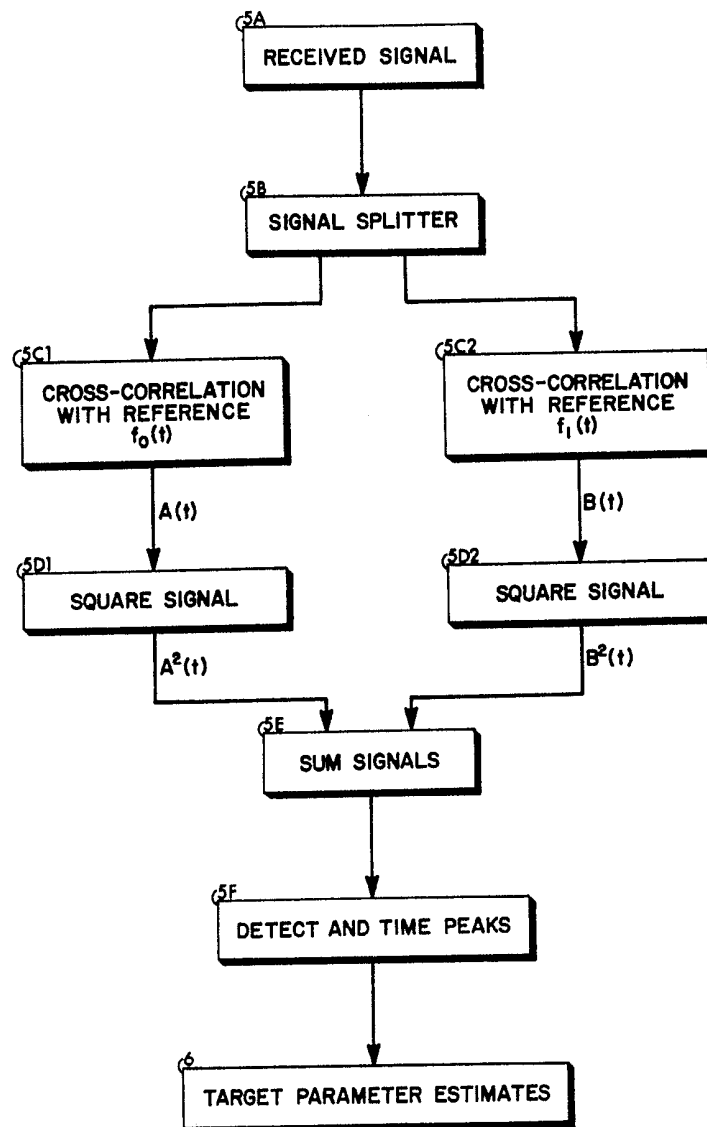 5A
RECEIVED SIGNAL
5B
SIGNAL SPLITTER
5C1
CROSS-CORRELATION
WITH REFERENCE
f₀(t)
5C2
CROSS-CORRELATION
WITH REFERENCE
f₁(t)
A(t)
B(t)
5D1
SQUARE SIGNAL
5D2
SQUARE SIGNAL
A²(t)
B²(t)
5E
SUM SIGNALS
5F
DETECT AND TIME PEAKS
6
TARGET PARAMETER ESTIMATES